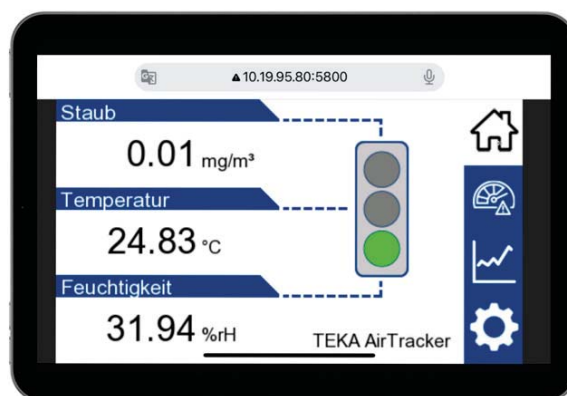 10.19.95.80:5800
Staub
0.01 mg/m³
Temperatur
24.83 °C
Feuchtigkeit
31.94 %rH
TEKA AirTracker